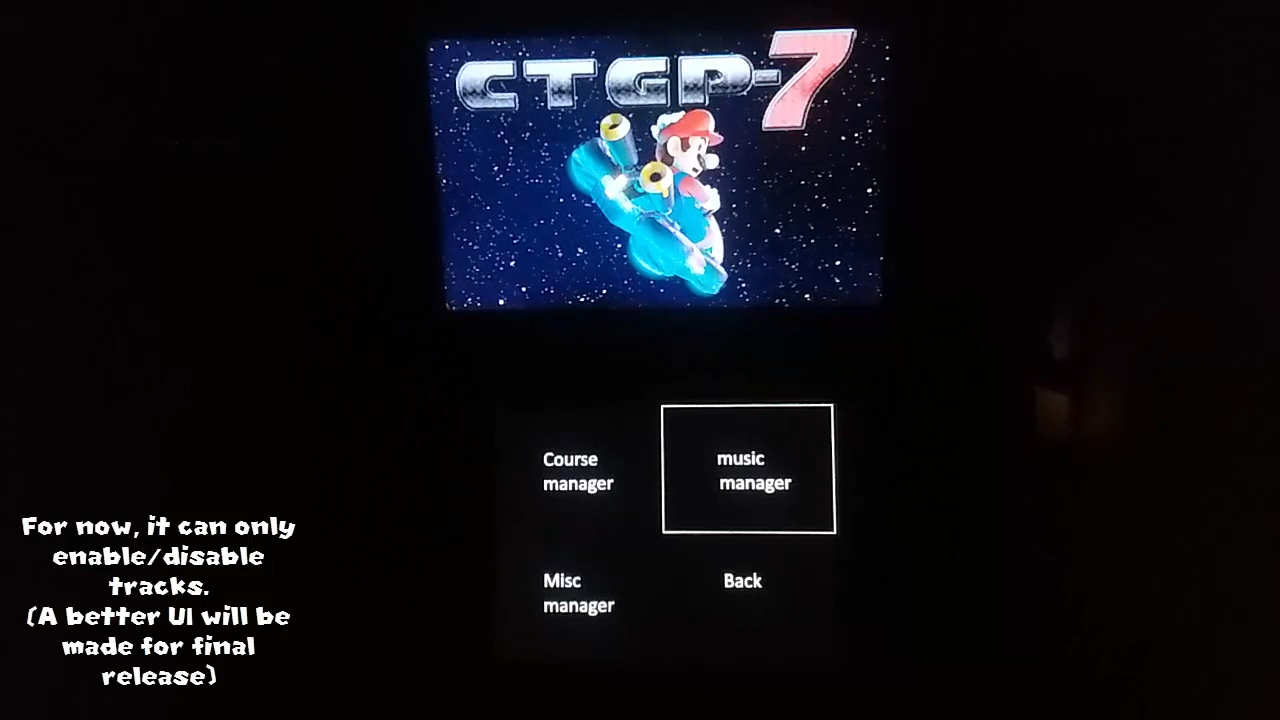 CTGP-7
Course
manager
music
manager
Misc
manager
Back
For now, it can only
enable/disable
tracks.
(A better UI will be
made for final
release)